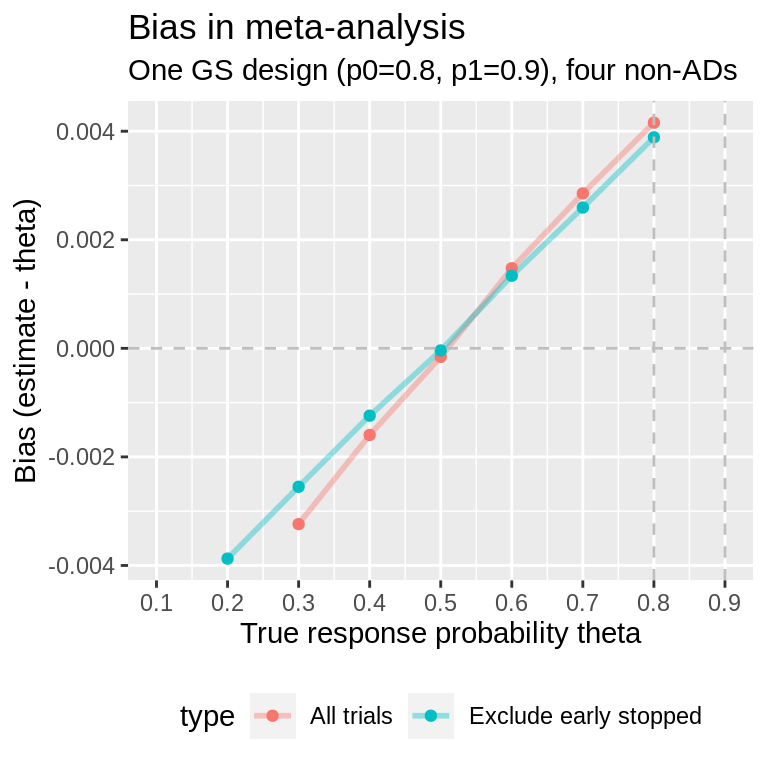 Bias in meta-analysis
One GS design (p0=0.8, p1=0.9), four non-ADs
Bias (estimate - theta)
0.004
0.002
0.000
-0.002
-0.004
0.1 0.2 0.3 0.4 0.5 0.6 0.7 0.8 0.9
True response probability theta
type All trials Exclude early stopped